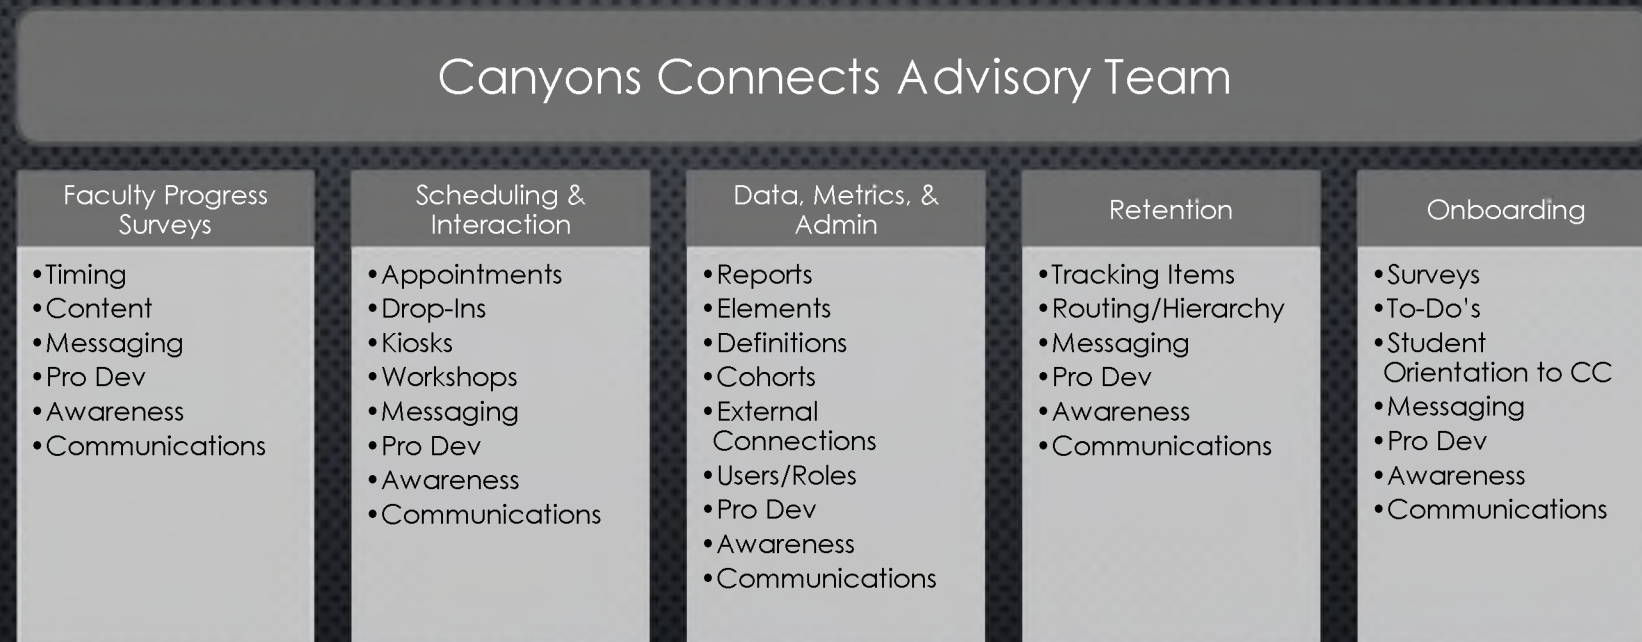 Canyons Connects Advisory Team
Faculty Progress
Surveys
•Timing
•Content
•Messaging
•Pro Dev
•Awareness
•Communications
Scheduling &
Interaction
•Appointments
•Drop-Ins
•Kiosks
•Workshops
•Messaging
•Pro Dev
•Awareness
•Communications
Data, Metrics, &
Admin
•Reports
•Elements
•Definitions
•Cohorts
•External
Connections
•Users/Roles
•Pro Dev
•Awareness
•Communications
Retention
•Tracking Items
•Routing/Hierarchy
•Messaging
•Pro Dev
•Awareness
•Communications
Onboarding
•Surveys
•To-Do's
•Student
Orientation to CC
•Messaging
•Pro Dev
•Awareness
•Communications